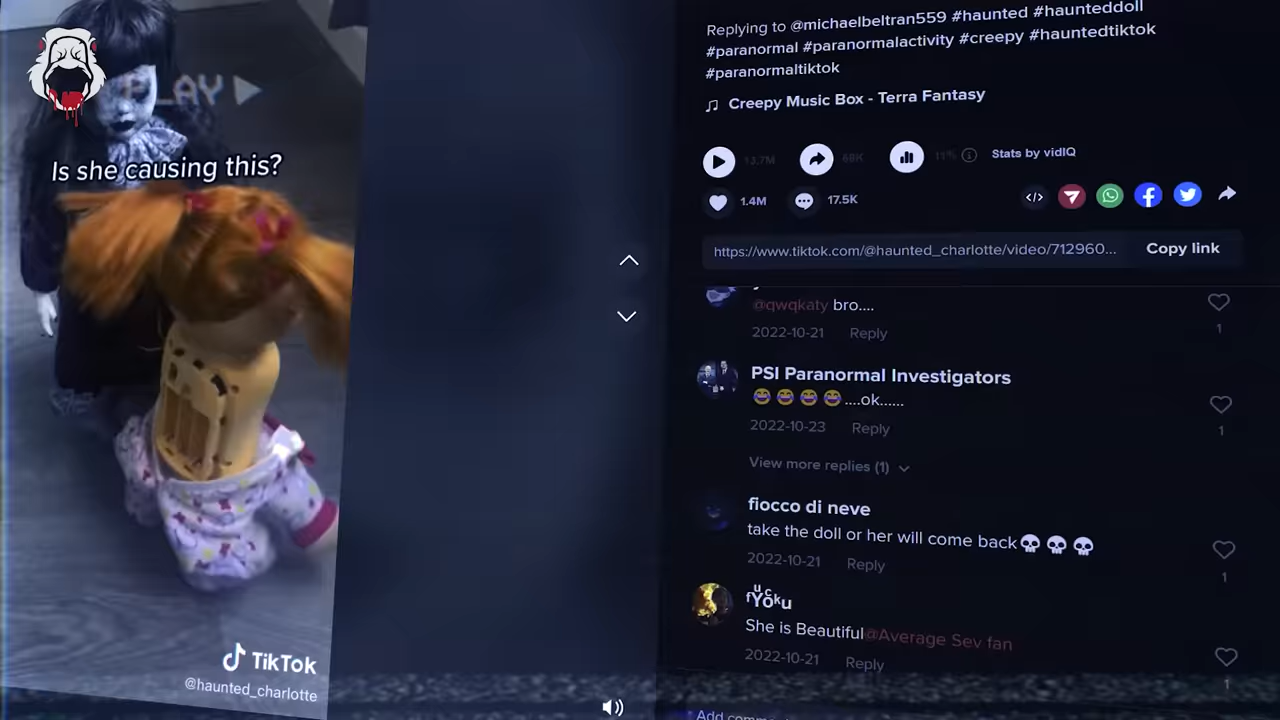 PLAY
Is she causing this?
TikTok
@haunted_charlotte
Replying to @michaelbeltran559 #haunted #haunteddoll
#paranormal #paranormalactivity #creepy #hauntedtiktok
#paranormaltiktok
Creepy Music Box - Terra Fantasy
12.7M
68K
11%
Stats by vidIQ
1.4M
17.5K
https://www.tiktok.com/@haunted_charlotte/video/712960...
Copy link
@qwqkaty bro....
2022-10-21 Reply
1
PSI Paranormal Investigators
😂😂😂😂....ok......
2022-10-23 Reply
1
View more replies (1)
fiocco di neve
take the doll or her will come back💀💀💀
2022-10-21 Reply
1
She is Beautiful@Average Sev fan
2022-10-21 Reply
1